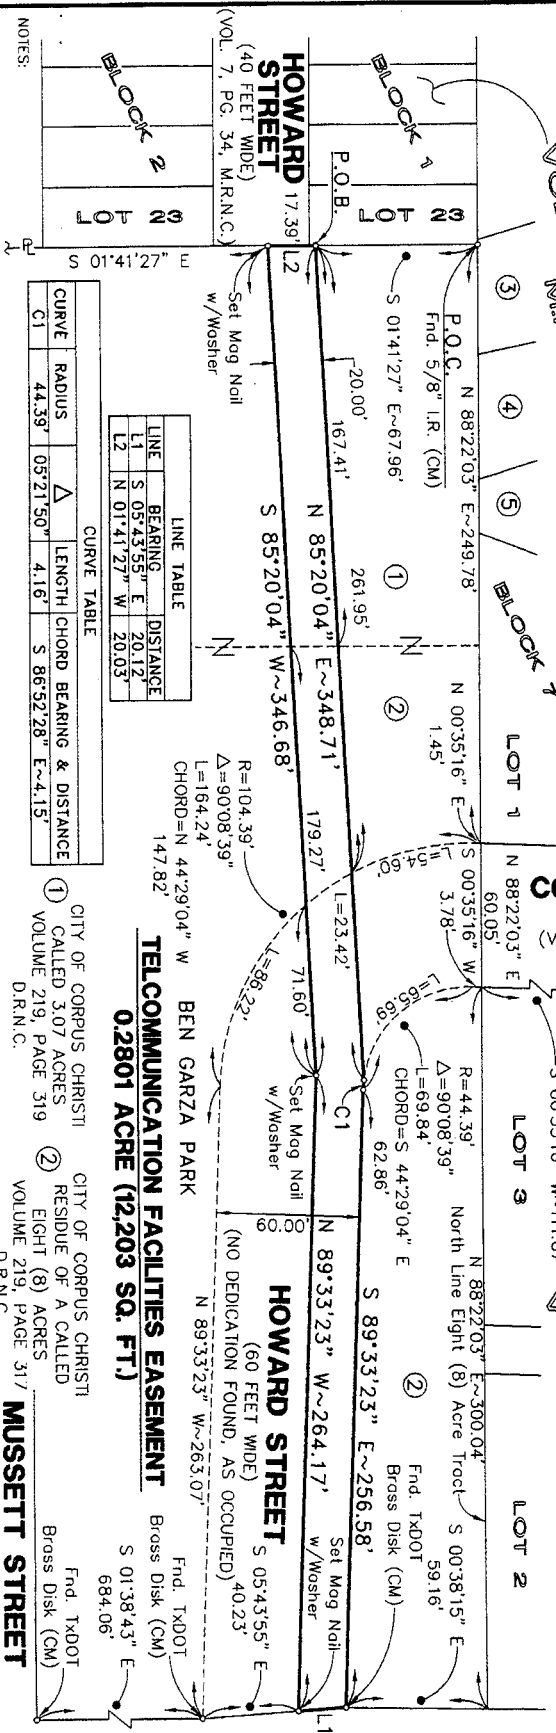 NOTES:
BLOCK 2
LOT 23
HOWARD
STREET
(40 FEET WIDE)
(VOL. 7, PG. 34, M.R.N.C.)
BLOCK 1
LOT 23
P.O.B.
17.39'
L2
S 01°41'27" E
Set Mag Nail
w/Washer
P.O.C.
Fnd. 5/8" I.R. (CM)
S 01°41'27" E~67.96'
N 88°22'03" E~249.78'
③
④
⑤
BLOCK 7
LOT 1
20.00'
167.41'
261.95'
①
②
N 85°20'04" E~348.71'
S 85°20'04" W~346.68'
LINE TABLE
LINE BEARING DISTANCE
L1 S 05°43'55" E 20.12'
L2 N 01°41'27" W 20.03'
CURVE TABLE
CURVE RADIUS Δ LENGTH CHORD BEARING & DISTANCE
C1 44.39' 05°21'50" 4.16' S 86°52'28" E~4.15'
N 00°35'16" E
1.45'
N 88°22'03" E
60.05'
S 00°35'16" W
3.78'
L=54.60'
L=23.42'
L=65.69'
L=86.22'
179.27'
71.60'
R=104.39'
Δ=90°08'39"
L=164.24'
CHORD=N 44°29'04" W
147.82'
R=44.39'
Δ=90°08'39"
L=69.84'
CHORD=S 44°29'04" E
C1
62.86'
Set Mag Nail
w/Washer
LOT 3
N 88°22'03" E~300.04'
North Line Eight (8) Acre Tract
②
LOT 2
S 00°38'15" E
59.16'
Fnd. TxDOT
Brass Disk (CM)
S 89°33'23" E~256.58'
N 89°33'23" W~264.17'
60.00'
Set Mag Nail
w/Washer
L1
HOWARD STREET
(60 FEET WIDE)
(NO DEDICATION FOUND, AS OCCUPIED)
S 05°43'55" E
40.23'
N 89°33'23" W~263.07'
Fnd. TxDOT
Brass Disk (CM)
S 01°38'43" E
684.06'
Fnd. TxDOT
Brass Disk (CM)
BEN GARZA PARK
TELCOMMUNICATION FACILITIES EASEMENT
0.2801 ACRE (12,203 SQ. FT.)
① CITY OF CORPUS CHRISTI
CALLED 3.07 ACRES
VOLUME 219, PAGE 319
D.R.N.C.
② CITY OF CORPUS CHRISTI
RESIDUE OF A CALLED
EIGHT (8) ACRES
VOLUME 219, PAGE 317
D.R.N.C.
MUSSETT STREET